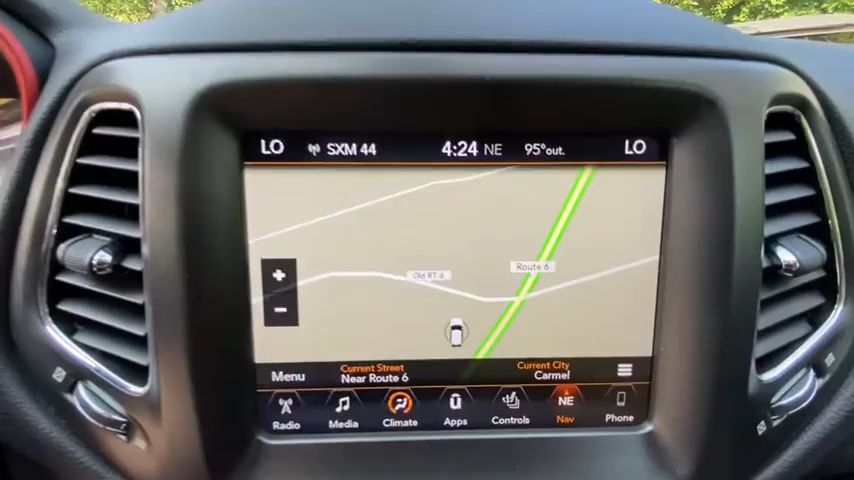 LO SXM 44 4:24 NE 95°out. LO
Route 6
Old RT-6
+
−
Menu
Current Street
Near Route 6
Current City
Carmel
Radio Media Climate Apps Controls NE Nav Phone